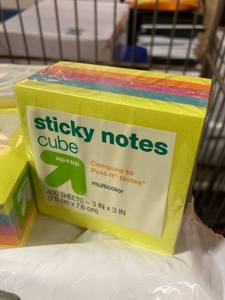 sticky notes
cube
up&up
Compare to
Post-it® Notes*
multicolor
400 SHEETS – 3 IN X 3 IN
(7.6 cm x 7.6 cm)